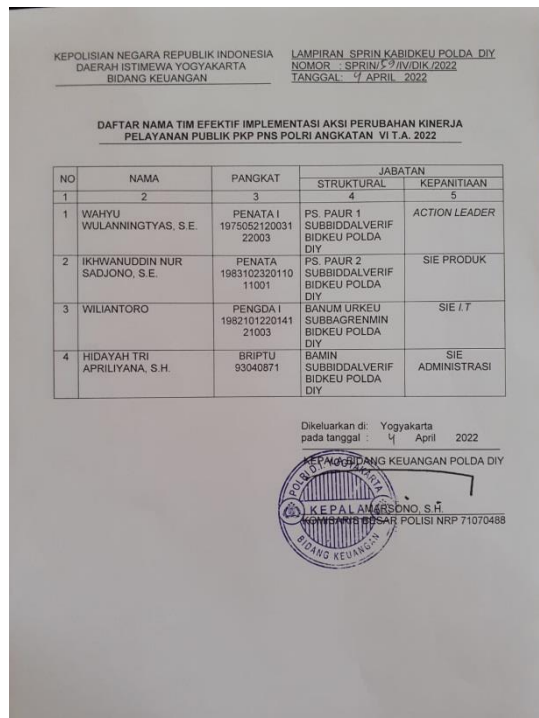 KEPOLISIAN NEGARA REPUBLIK INDONESIA
DAERAH ISTIMEWA YOGYAKARTA
BIDANG KEUANGAN
LAMPIRAN SPRIN KABIDKEU POLDA DIY
NOMOR : SPRIN/59/IV/DIK/2022
TANGGAL: 4 APRIL 2022
DAFTAR NAMA TIM EFEKTIF IMPLEMENTASI AKSI PERUBAHAN KINERJA
PELAYANAN PUBLIK PKP PNS POLRI ANGKATAN VI T.A. 2022
NO NAMA PANGKAT JABATAN
STRUKTURAL KEPANITIAAN
1 2 3 4 5
1 WAHYU PENATA I PS. PAUR 1 ACTION LEADER
WULANNINGTYAS, S.E. 1975052120031 SUBBIDDALVERIF
22003 BIDKEU POLDA
DIY
2 IKHWANUDDIN NUR PENATA PS. PAUR 2 SIE PRODUK
SADJONO, S.E. 1983102320110 SUBBIDDALVERIF
11001 BIDKEU POLDA
DIY
3 WILIANTORO PENGDA I BANUM URKEU SIE I.T
1982101220141 SUBBAGRENMIN
21003 BIDKEU POLDA
DIY
4 HIDAYAH TRI BRIPTU BAMIN SIE
APRILIYANA, S.H. 93040871 SUBBIDDALVERIF ADMINISTRASI
BIDKEU POLDA
DIY
Dikeluarkan di: Yogyakarta
pada tanggal : 4 April 2022
KEPALA BIDANG KEUANGAN POLDA DIY
POLRI D.I. YOGYAKARTA
KEPALA
BIDANG KEUANGAN
MARSONO, S.H.
KOMISARIS BESAR POLISI NRP 71070488